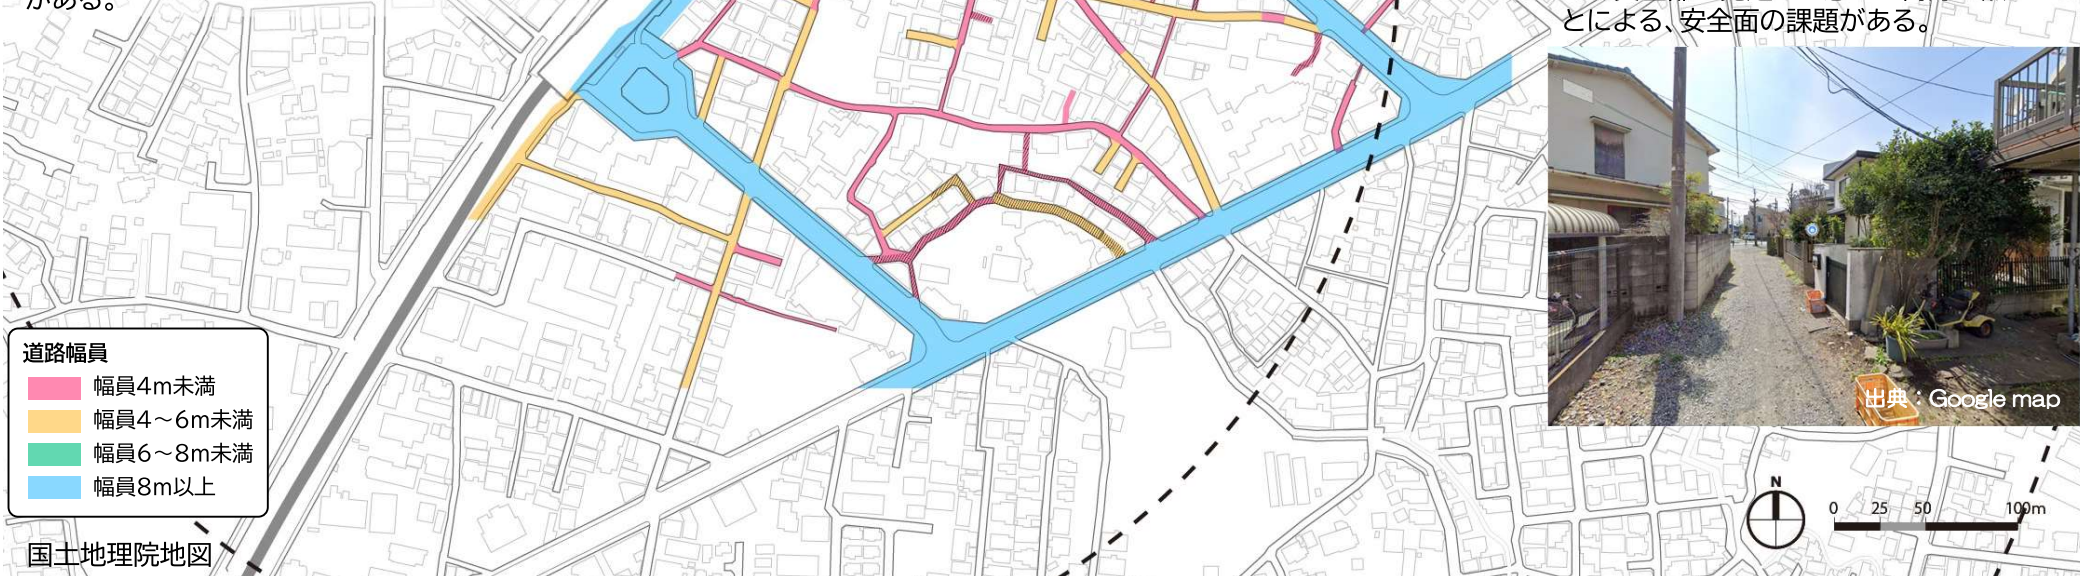 がある。
とによる、安全面の課題がある。
道路幅員
幅員4m未満
幅員4～6m未満
幅員6～8m未満
幅員8m以上
国土地理院地図
出典：Google map
N
0 25 50 100m